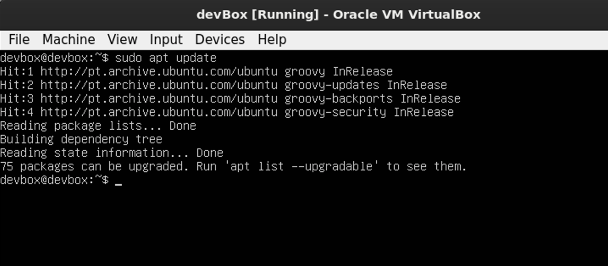 devBox [Running] - Oracle VM VirtualBox
File Machine View Input Devices Help
devbox@devbox:~$ sudo apt update
Hit:1 http://pt.archive.ubuntu.com/ubuntu groovy InRelease
Hit:2 http://pt.archive.ubuntu.com/ubuntu groovy-updates InRelease
Hit:3 http://pt.archive.ubuntu.com/ubuntu groovy-backports InRelease
Hit:4 http://pt.archive.ubuntu.com/ubuntu groovy-security InRelease
Reading package lists... Done
Building dependency tree
Reading state information... Done
75 packages can be upgraded. Run 'apt list --upgradable' to see them.
devbox@devbox:~$ _